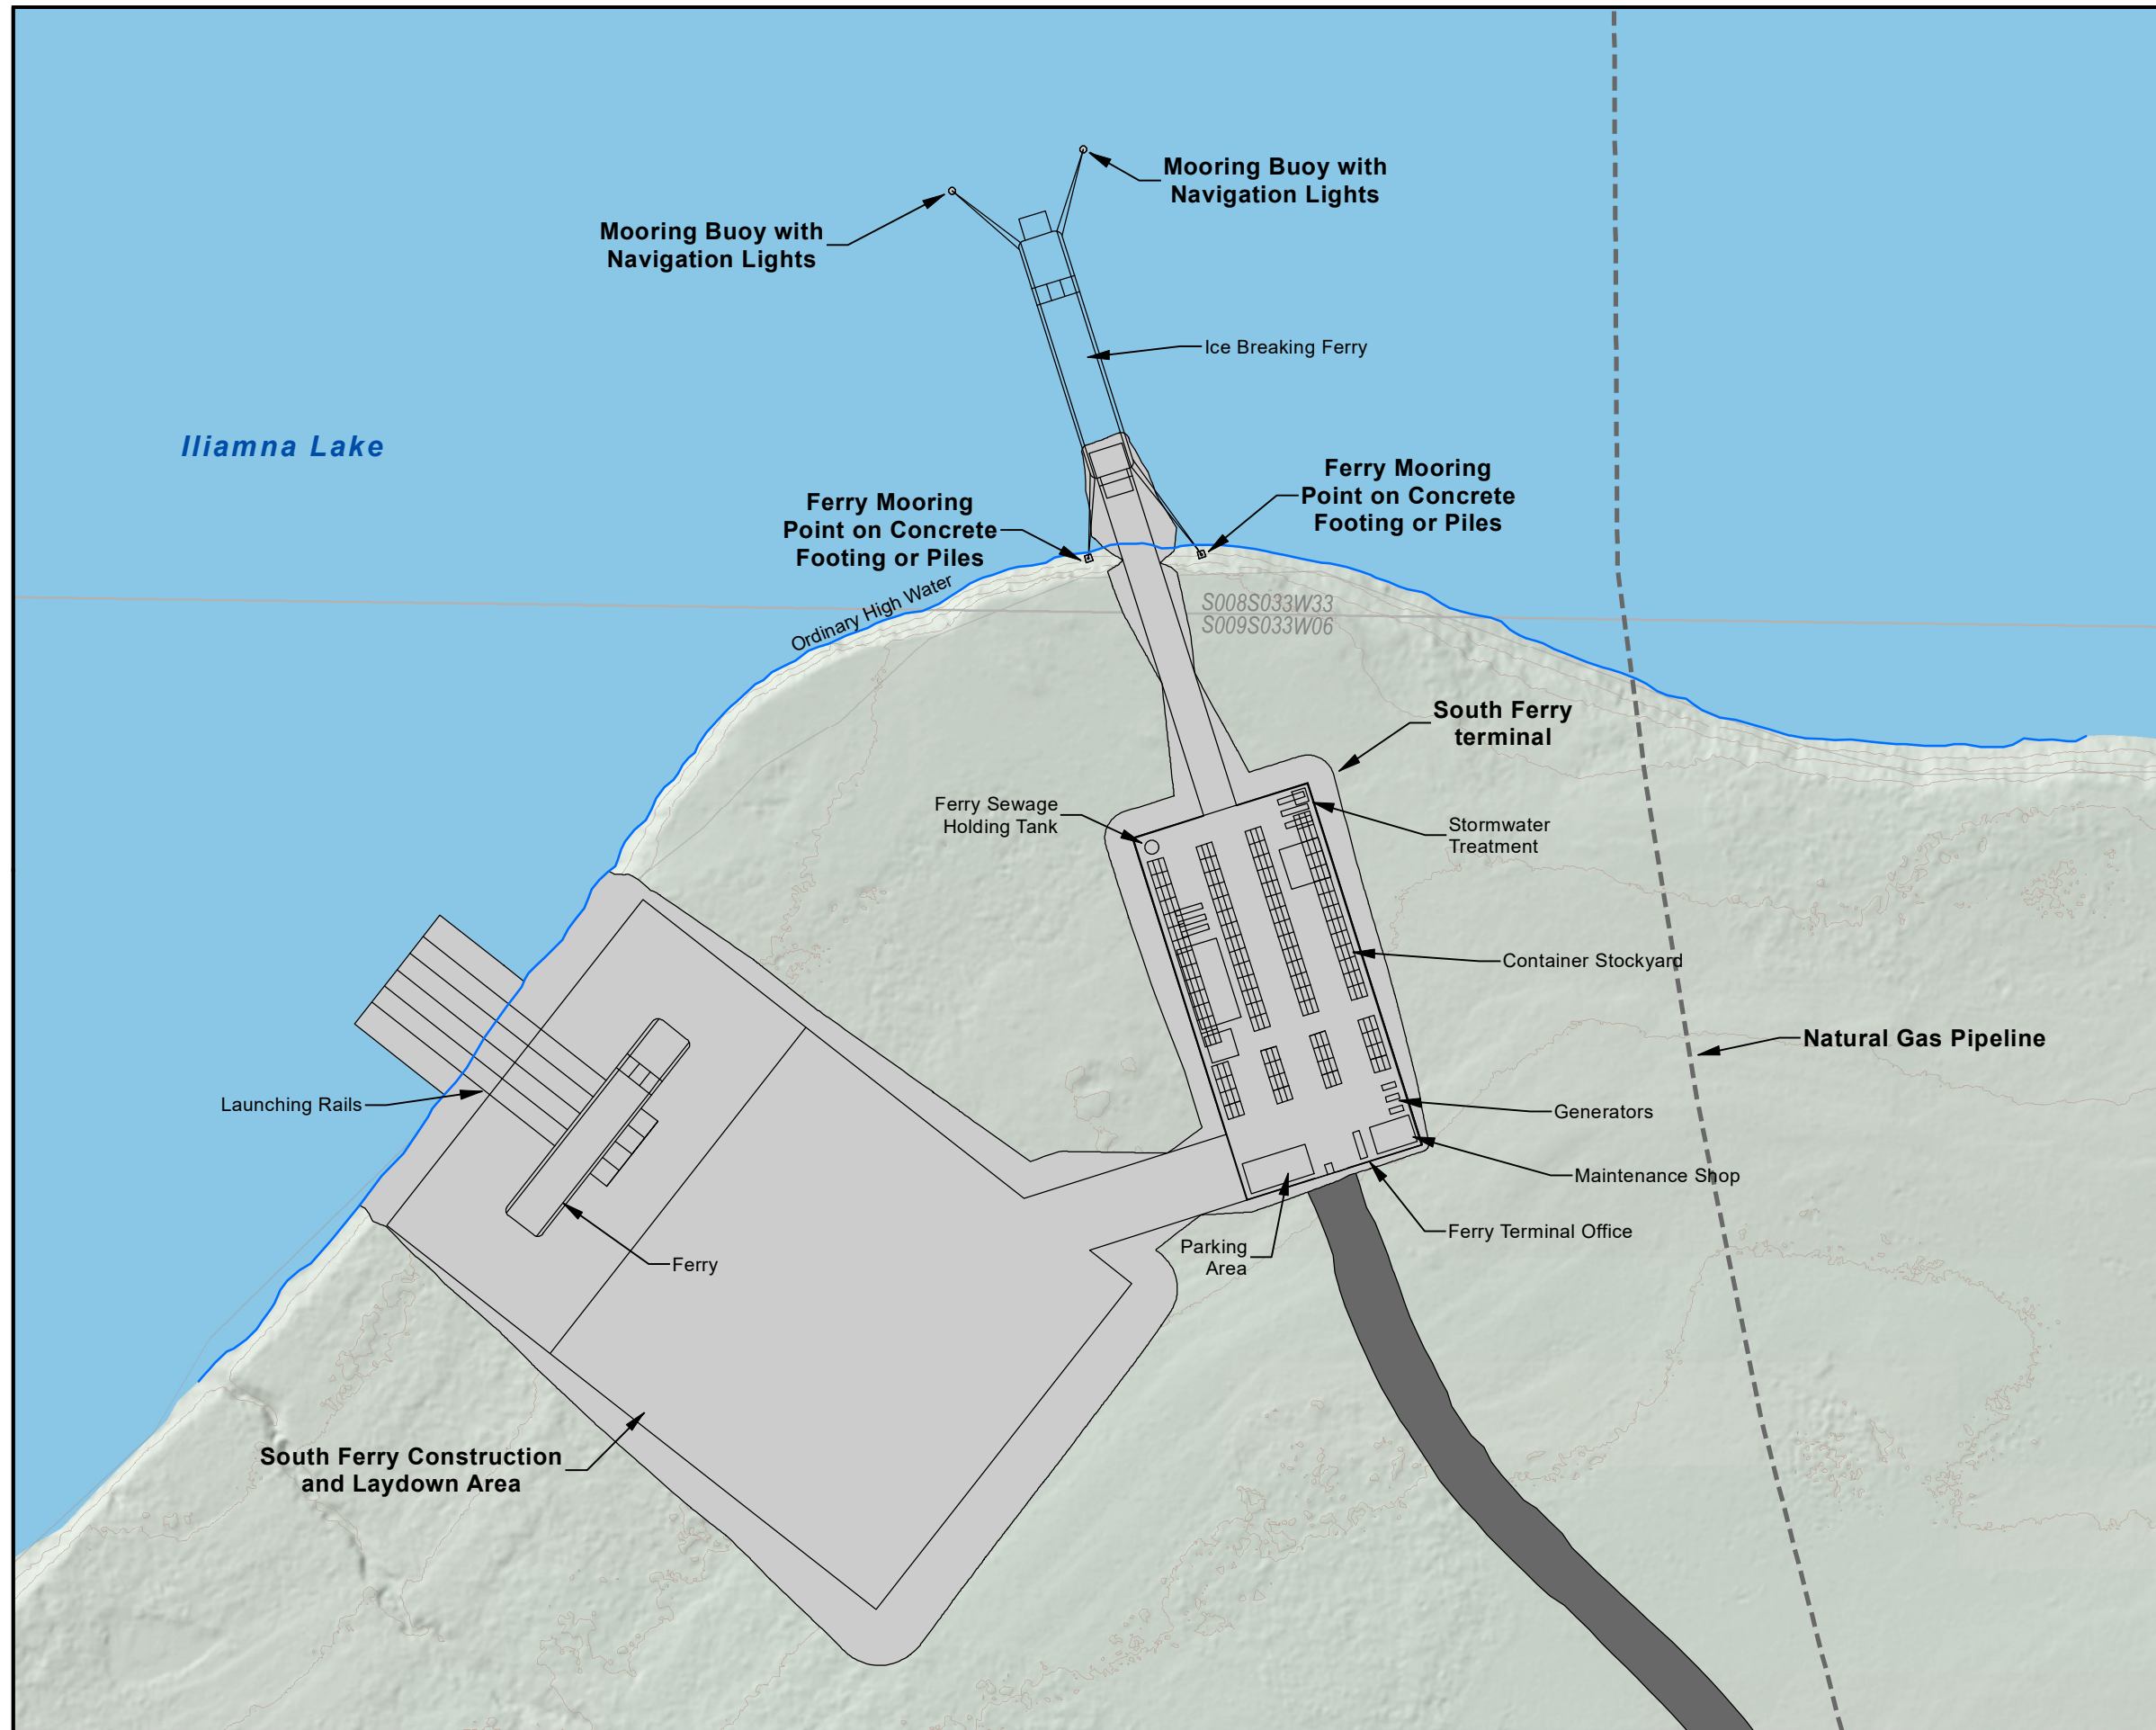 Mooring Buoy with
Navigation Lights
Mooring Buoy with
Navigation Lights
Ice Breaking Ferry
Iliamna Lake
Ferry Mooring
Point on Concrete
Footing or Piles
Ferry Mooring
Point on Concrete
Footing or Piles
Ordinary High Water
S008S033W33
S009S033W06
South Ferry
terminal
Ferry Sewage
Holding Tank
Stormwater
Treatment
Container Stockyard
Natural Gas Pipeline
Launching Rails
Generators
Maintenance Shop
Ferry Terminal Office
Parking
Area
Ferry
South Ferry Construction
and Laydown Area